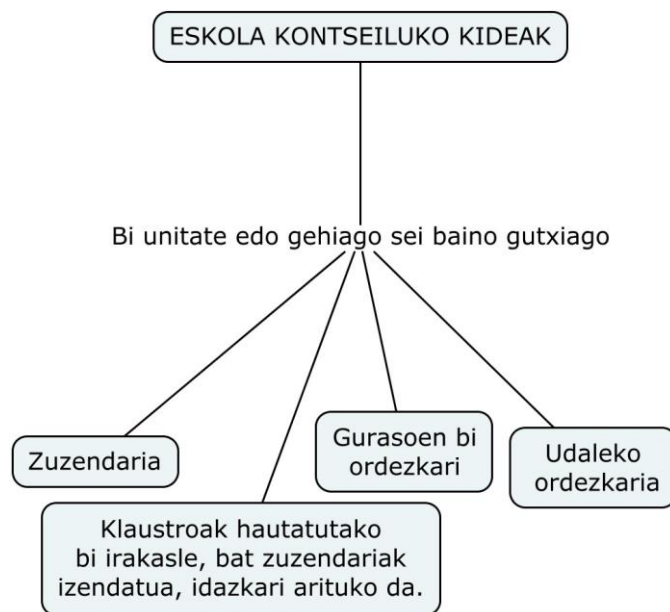 ESKOLA KONTSEILUKO KIDEAK
Bi unitate edo gehiago sei baino gutxiago
Zuzendaria
Klaustroak hautatutako
bi irakasle, bat zuzendariak
izendatua, idazkari arituko da.
Gurasoen bi
ordezkari
Udaleko
ordezkaria